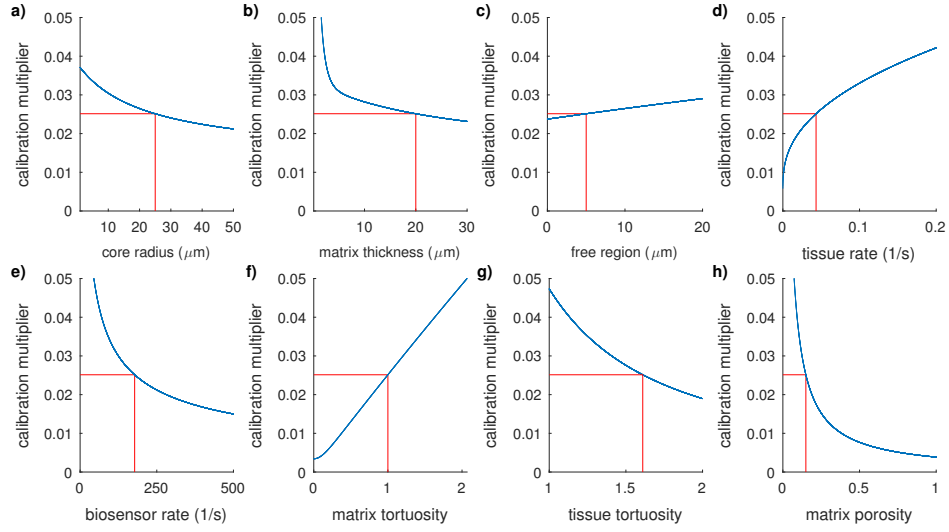 a)
calibration multiplier
0.05
0.04
0.03
0.02
0.01
0
10 20 30 40 50
core radius (μm)
b)
calibration multiplier
0.05
0.04
0.03
0.02
0.01
0
10 20 30
matrix thickness (μm)
c)
calibration multiplier
0.05
0.04
0.03
0.02
0.01
0
0 10 20
free region (μm)
d)
calibration multiplier
0.05
0.04
0.03
0.02
0.01
0
0 0.1 0.2
tissue rate (1/s)
e)
calibration multiplier
0.05
0.04
0.03
0.02
0.01
0
0 250 500
biosensor rate (1/s)
f)
calibration multiplier
0.05
0.04
0.03
0.02
0.01
0
0 1 2
matrix tortuosity
g)
calibration multiplier
0.05
0.04
0.03
0.02
0.01
0
1 1.5 2
tissue tortuosity
h)
calibration multiplier
0.05
0.04
0.03
0.02
0.01
0
0 0.5 1
matrix porosity